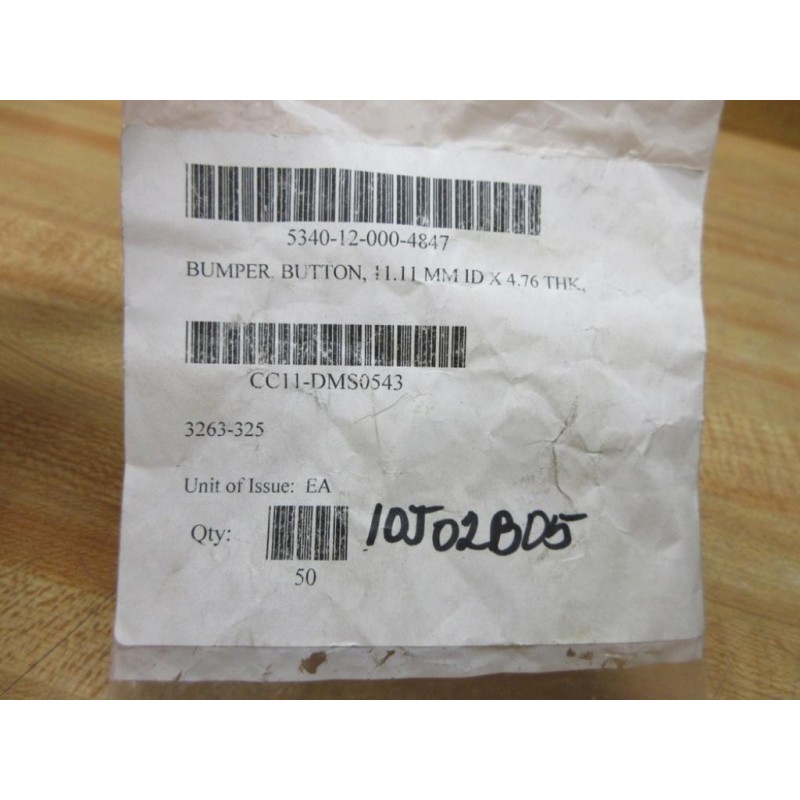 5340-12-000-4847
BUMPER. BUTTON, 11.11 MM ID X 4.76 THK.,
CC11-DMS0543
3263-325
Unit of Issue: EA
Qty: 10J02B05
50